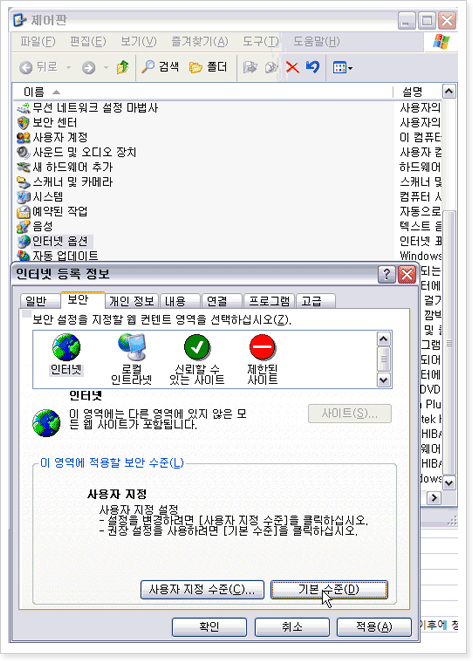 제어판
파일(F) 편집(E) 보기(V) 즐겨찾기(A) 도구(T) 도움말(H)
뒤로 검색 폴더
이름 설명
무선 네트워크 설정 마법사 사용자의
보안 센터 사용자의
사용자 계정 이 컴퓨터
사운드 및 오디오 장치 사용자 컴
새 하드웨어 추가 하드웨어
스캐너 및 카메라 스캐너 및
시스템 컴퓨터 시
예약된 작업 자동으로
음성 텍스트 음
인터넷 옵션 인터넷 표
자동 업데이트 Windows
인터넷 등록 정보
일반 보안 개인 정보 내용 연결 프로그램 고급
보안 설정을 지정할 웹 컨텐트 영역을 선택하십시오(Z).
인터넷 로컬 인트라넷 신뢰할 수 있는 사이트 제한된 사이트
인터넷
이 영역에는 다른 영역에 있지 않은 모
든 웹 사이트가 포함됩니다.
사이트(S)...
이 영역에 적용할 보안 수준(L)
사용자 지정
사용자 지정 설정
- 설정을 변경하려면 [사용자 지정 수준]을 클릭하십시오.
- 권장 설정을 사용하려면 [기본 수준]을 클릭하십시오.
사용자 지정 수준(C)... 기본 수준(D)
확인 취소 적용(A)